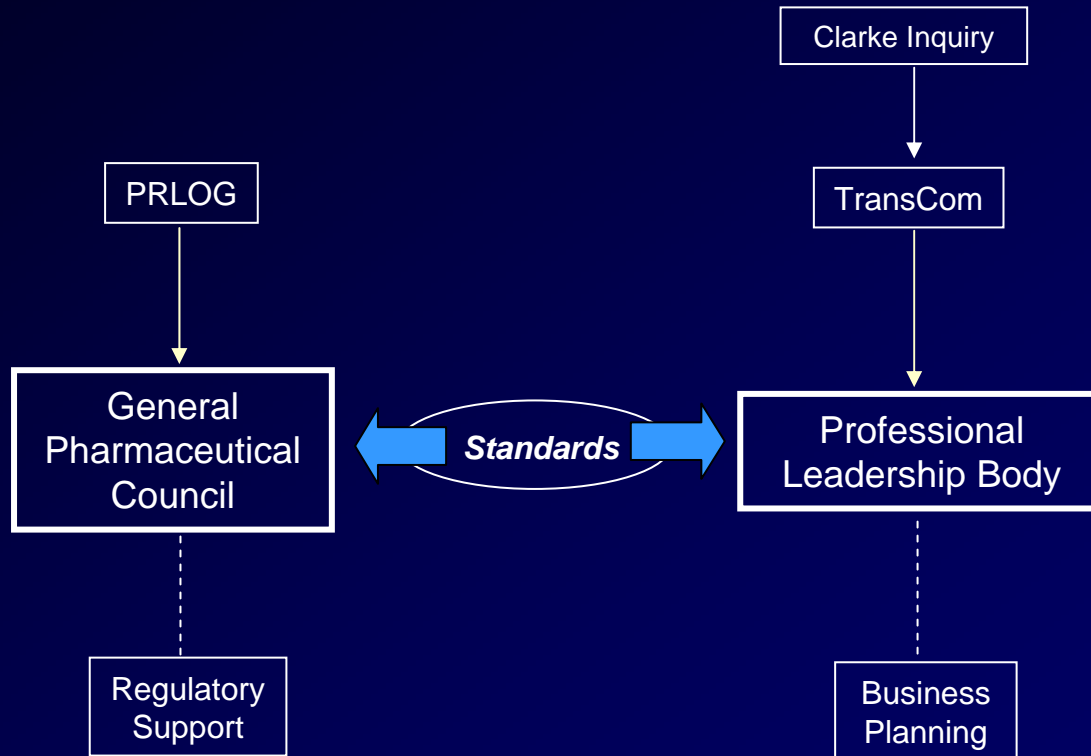 Clarke Inquiry
PRLOG
TransCom
General
Pharmaceutical
Council
Standards
Professional
Leadership Body
Regulatory
Support
Business
Planning